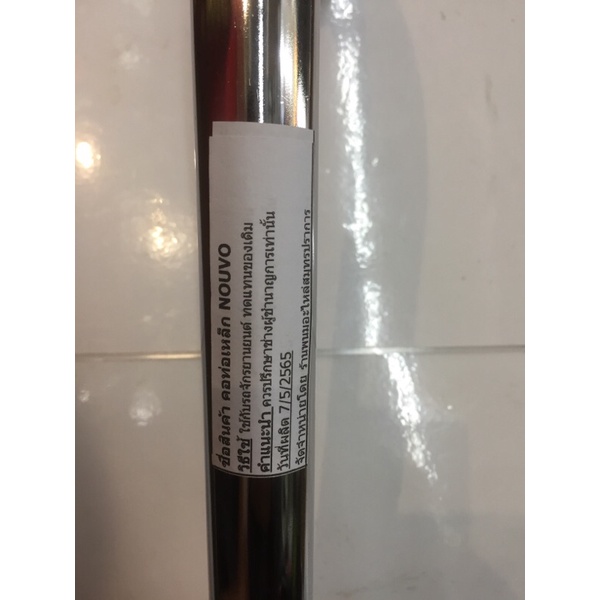 ชื่อสินค้า คอท่อเหล็ก NOUVO
วิธีใช้ ใช้กับรถจักรยานยนต์ ทดแทนของเดิม
คำแนะนำ ควรปรึกษาช่างผู้ชำนาญการเท่านั้น
วันที่ผลิต 7/5/2565
จัดจำหน่ายโดย ร้านพนมอะไหล่สมุทรปราการ